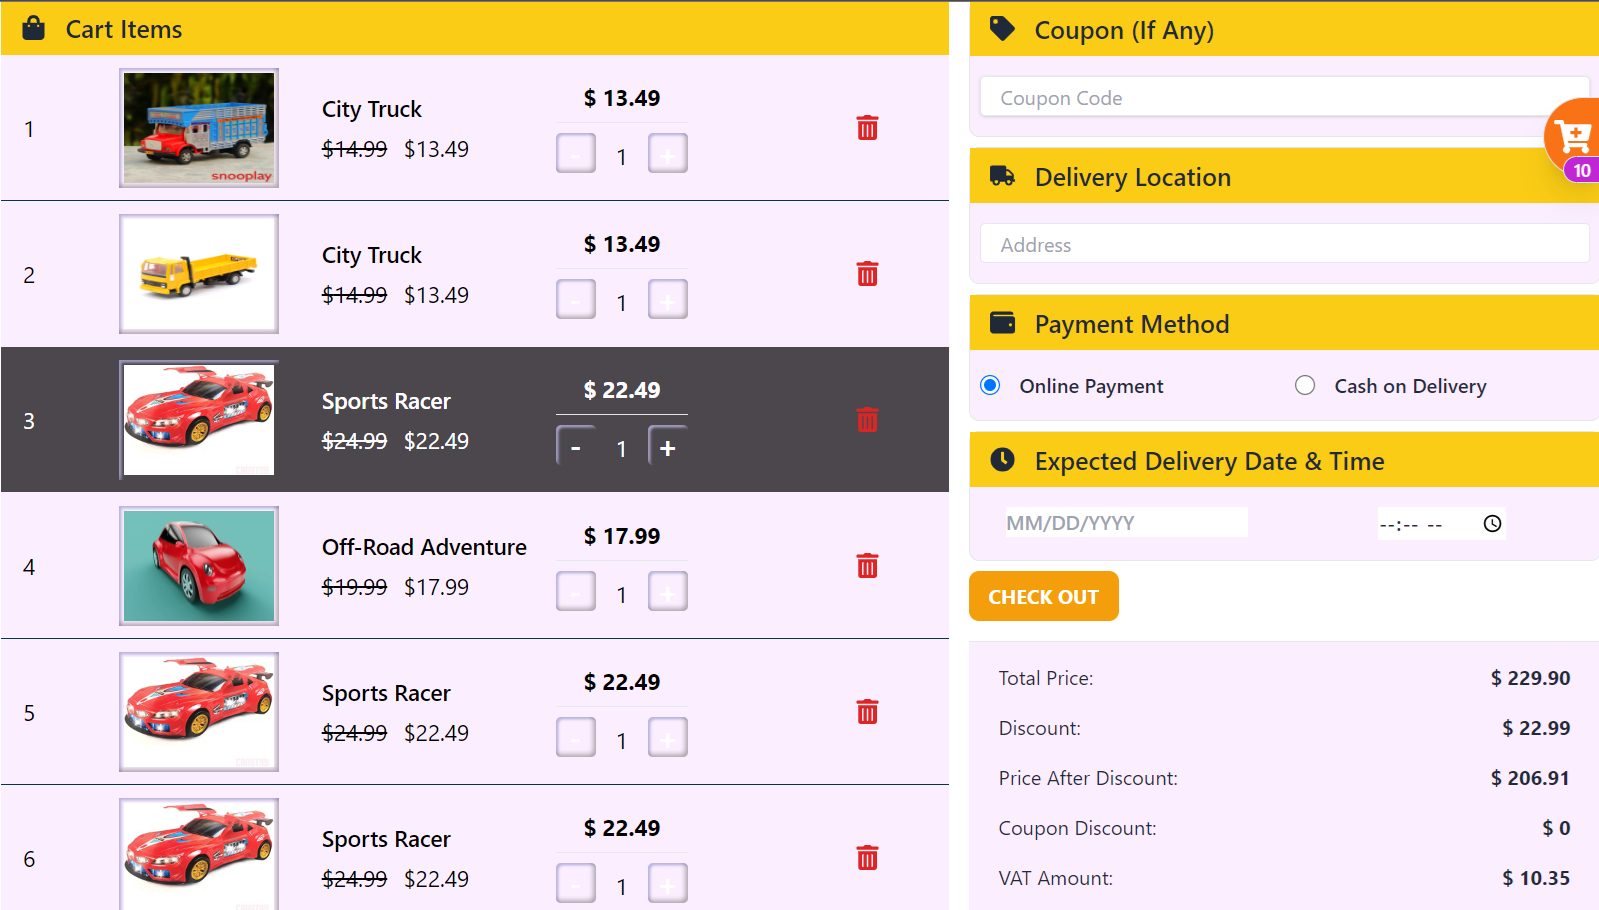 Cart Items
1
snooplay
City Truck
$14.99 $13.49
$ 13.49
- 1 +
2
City Truck
$14.99 $13.49
$ 13.49
- 1 +
3
Sports Racer
$24.99 $22.49
$ 22.49
- 1 +
4
Off-Road Adventure
$19.99 $17.99
$ 17.99
- 1 +
5
Sports Racer
$24.99 $22.49
$ 22.49
- 1 +
6
Sports Racer
$24.99 $22.49
$ 22.49
- 1 +
Coupon (If Any)
Coupon Code
10
Delivery Location
Address
Payment Method
Online Payment
Cash on Delivery
Expected Delivery Date & Time
MM/DD/YYYY
--:-- --
CHECK OUT
Total Price: $ 229.90
Discount: $ 22.99
Price After Discount: $ 206.91
Coupon Discount: $ 0
VAT Amount: $ 10.35